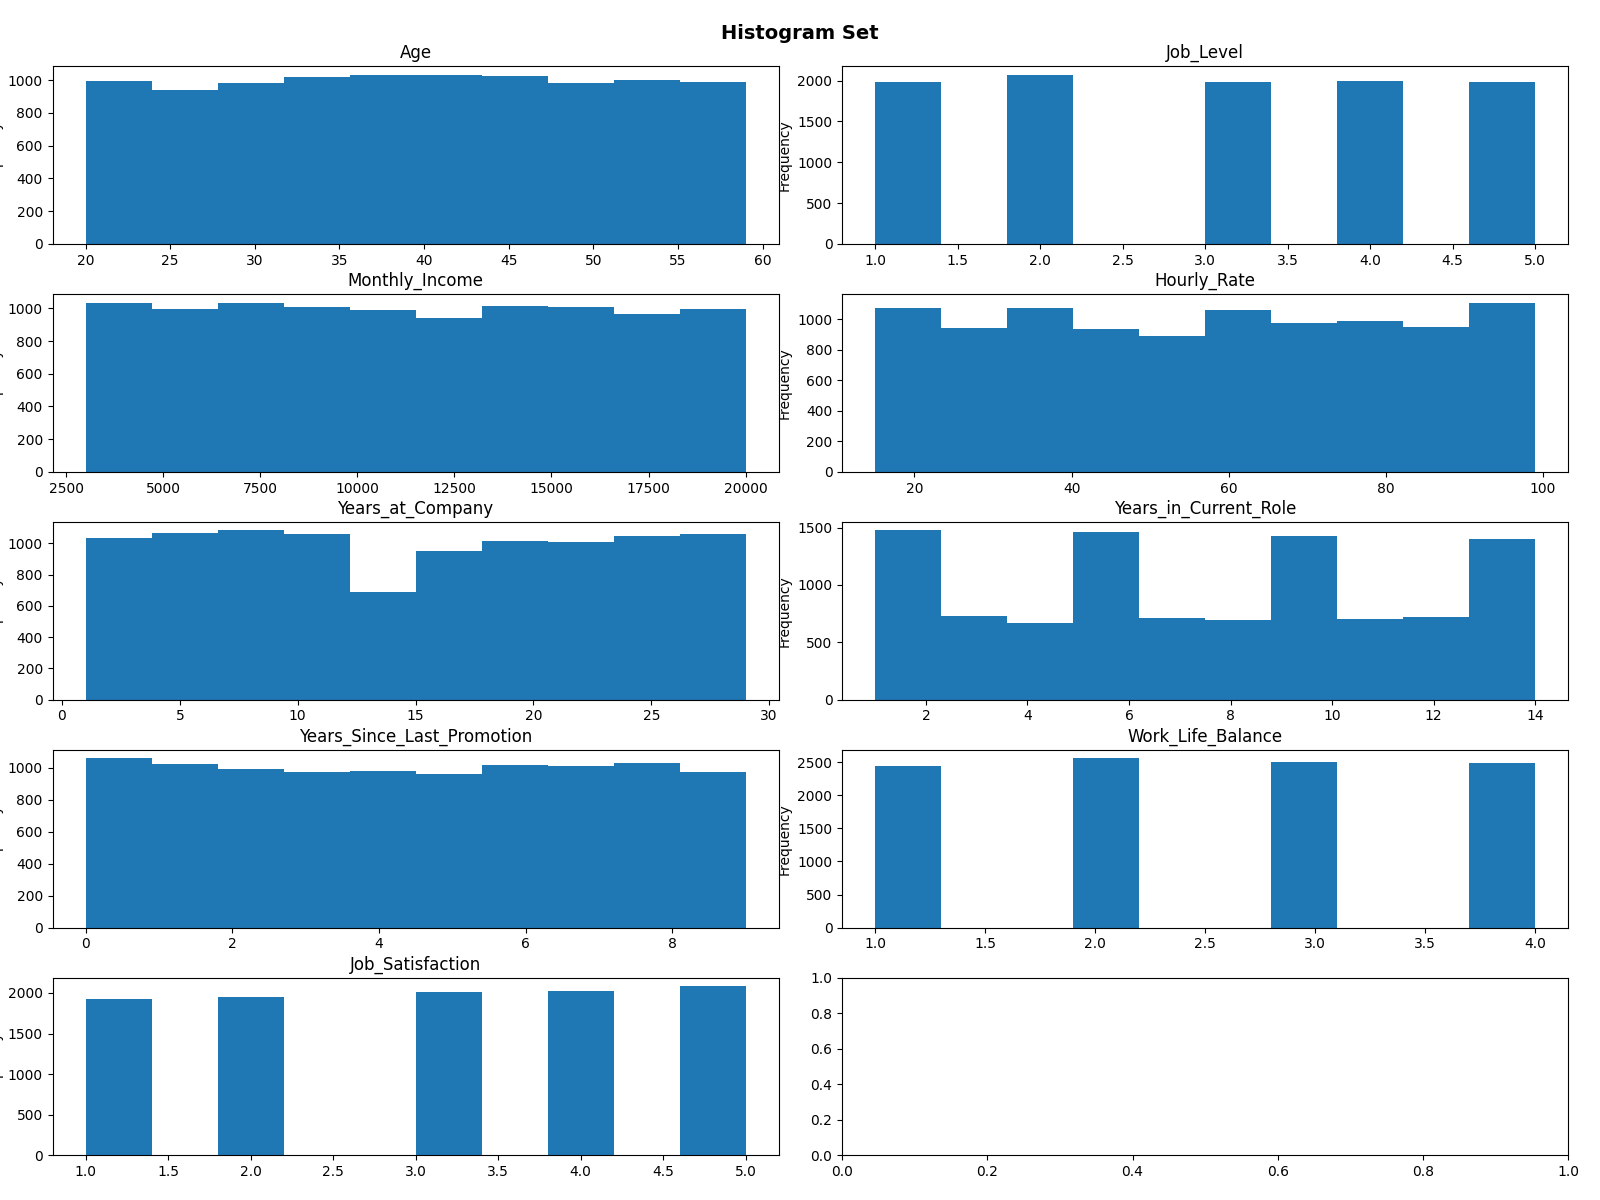 Histogram Set
Age
1000
800
600
400
200
0
20 25 30 35 40 45 50 55 60
Job_Level
Frequency
2000
1500
1000
500
0
1.0 1.5 2.0 2.5 3.0 3.5 4.0 4.5 5.0
Monthly_Income
1000
800
600
400
200
0
2500 5000 7500 10000 12500 15000 17500 20000
Hourly_Rate
Frequency
1000
800
600
400
200
0
20 40 60 80 100
Years_at_Company
1000
800
600
400
200
0
0 5 10 15 20 25 30
Years_in_Current_Role
Frequency
1500
1000
500
0
2 4 6 8 10 12 14
Years_Since_Last_Promotion
1000
800
600
400
200
0
0 2 4 6 8
Work_Life_Balance
Frequency
2500
2000
1500
1000
500
0
1.0 1.5 2.0 2.5 3.0 3.5 4.0
Job_Satisfaction
2000
1500
1000
500
0
1.0 1.5 2.0 2.5 3.0 3.5 4.0 4.5 5.0
1.0
0.8
0.6
0.4
0.2
0.0
0.0 0.2 0.4 0.6 0.8 1.0